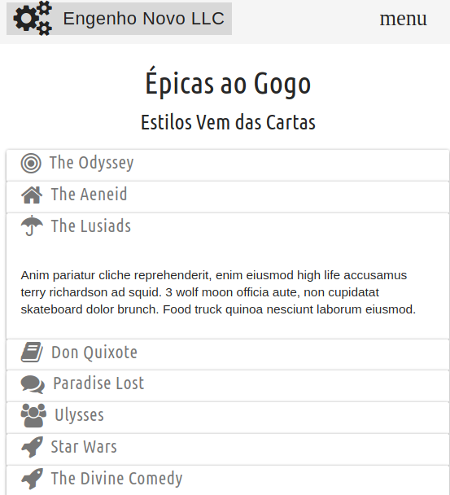 Engenho Novo LLC
menu
Épicas ao Gogo
Estilos Vem das Cartas
The Odyssey
The Aeneid
The Lusiads
Anim pariatur cliche reprehenderit, enim eiusmod high life accusamus
terry richardson ad squid. 3 wolf moon officia aute, non cupidatat
skateboard dolor brunch. Food truck quinoa nesciunt laborum eiusmod.
Don Quixote
Paradise Lost
Ulysses
Star Wars
The Divine Comedy